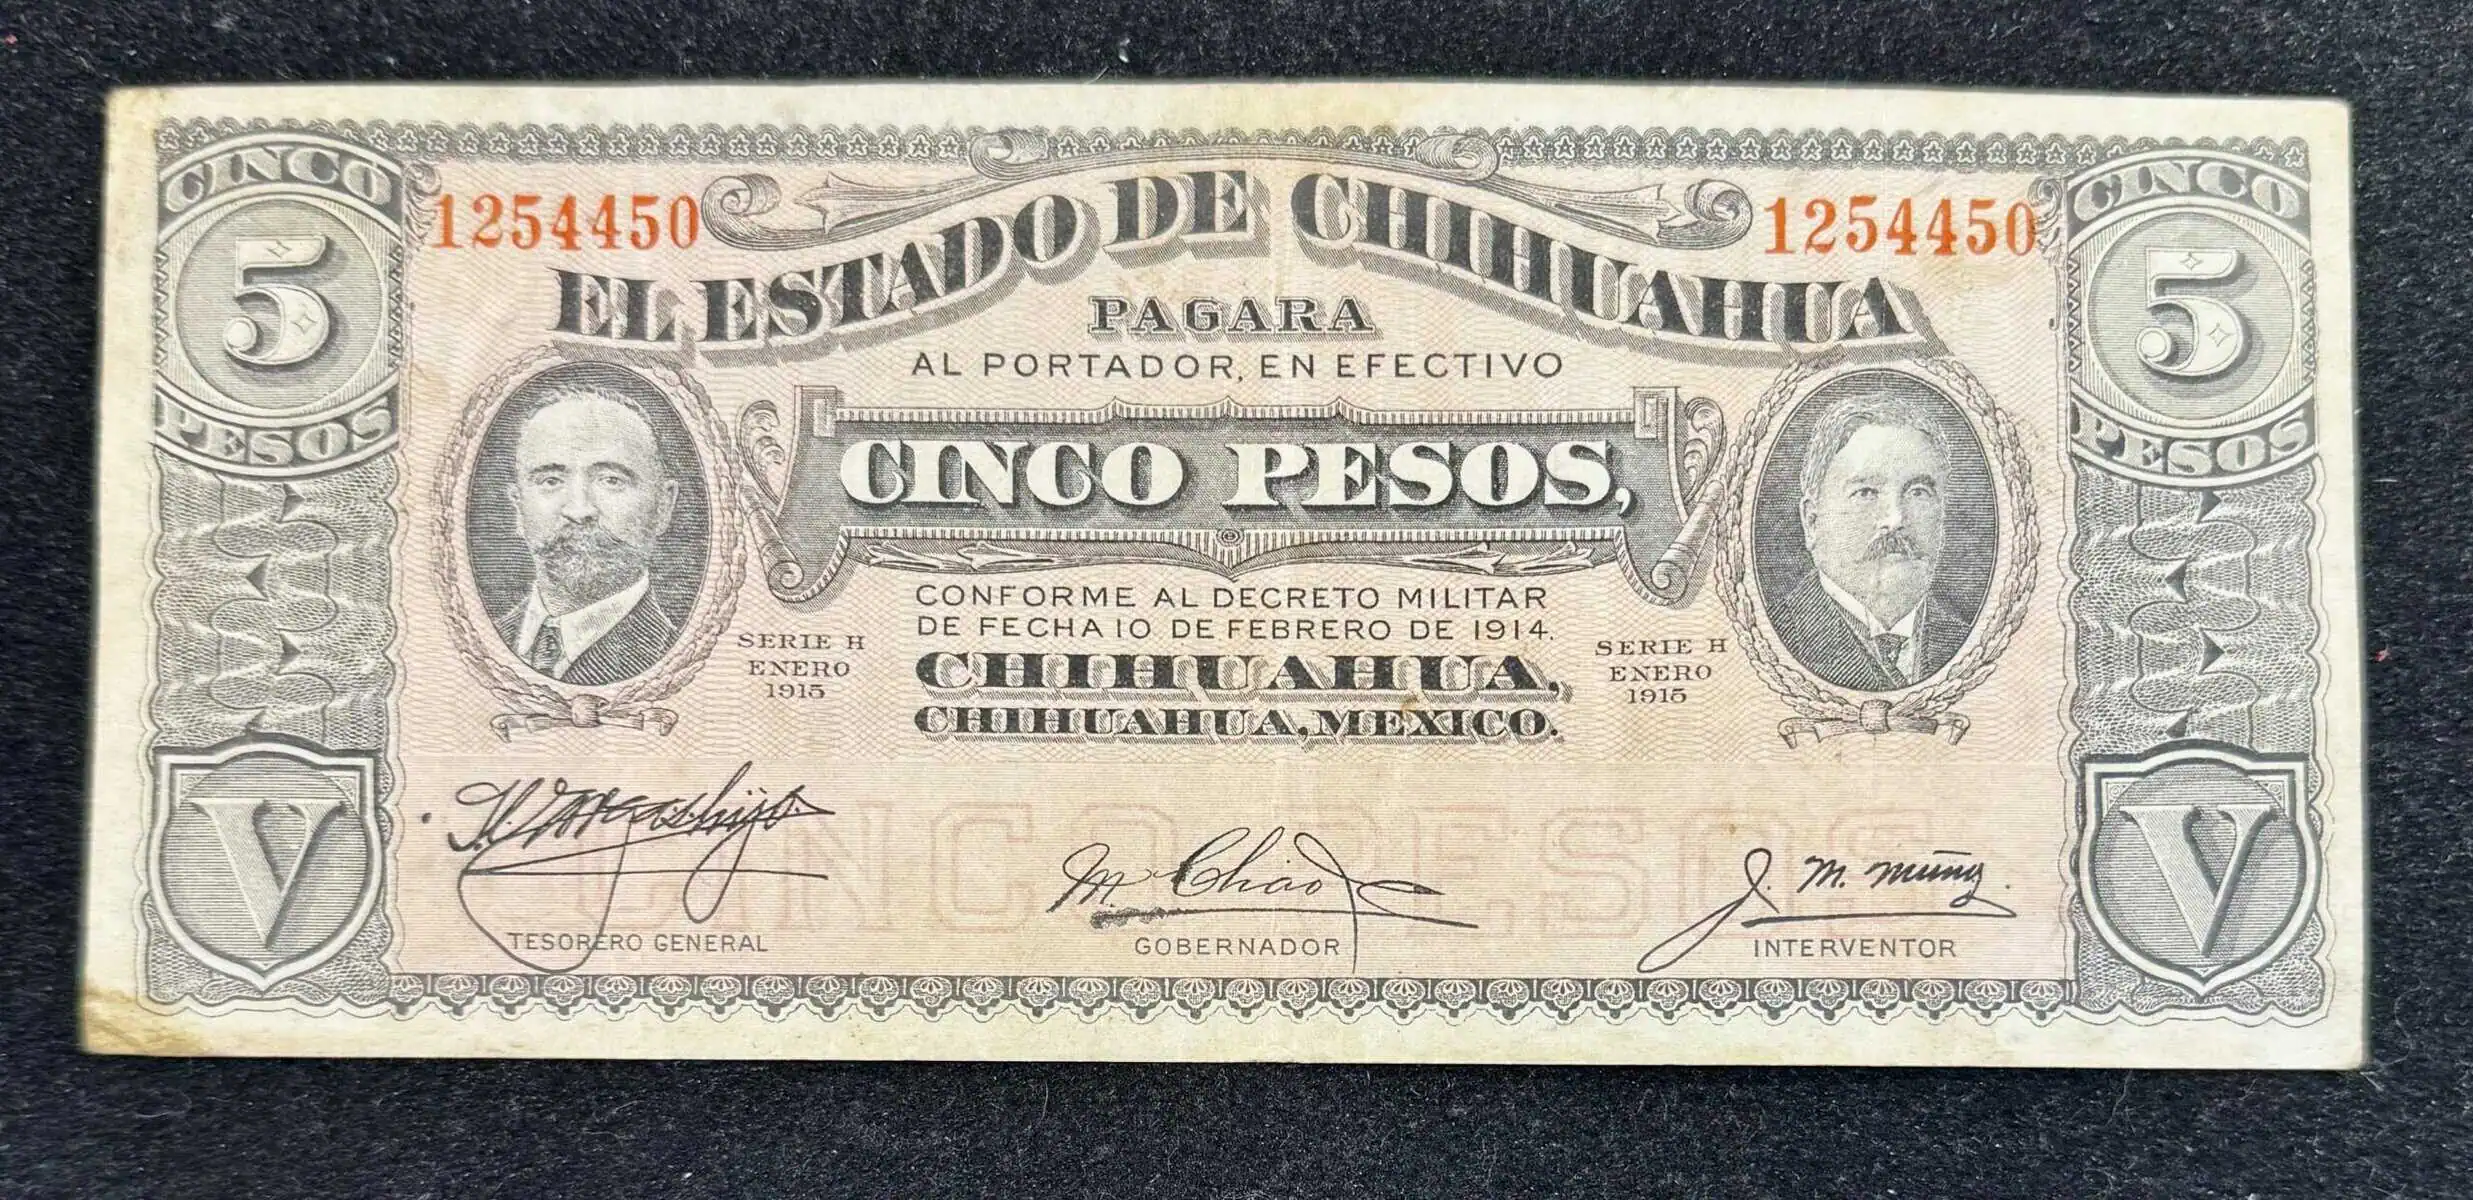 CINCO
5
PESOS
1254450
1254450
CINCO
5
PESOS
EL ESTADO DE CHIHUAHUA
PAGARA
AL PORTADOR, EN EFECTIVO
CINCO PESOS,
CONFORME AL DECRETO MILITAR
DE FECHA 10 DE FEBRERO DE 1914.
SERIE H
ENERO
1915
SERIE H
ENERO
1915
CHIHUAHUA,
CHIHUAHUA, MEXICO.
CINCO PESOS
V
V
M. Chao
J. M. Muñoz
TESORERO GENERAL
GOBERNADOR
INTERVENTOR